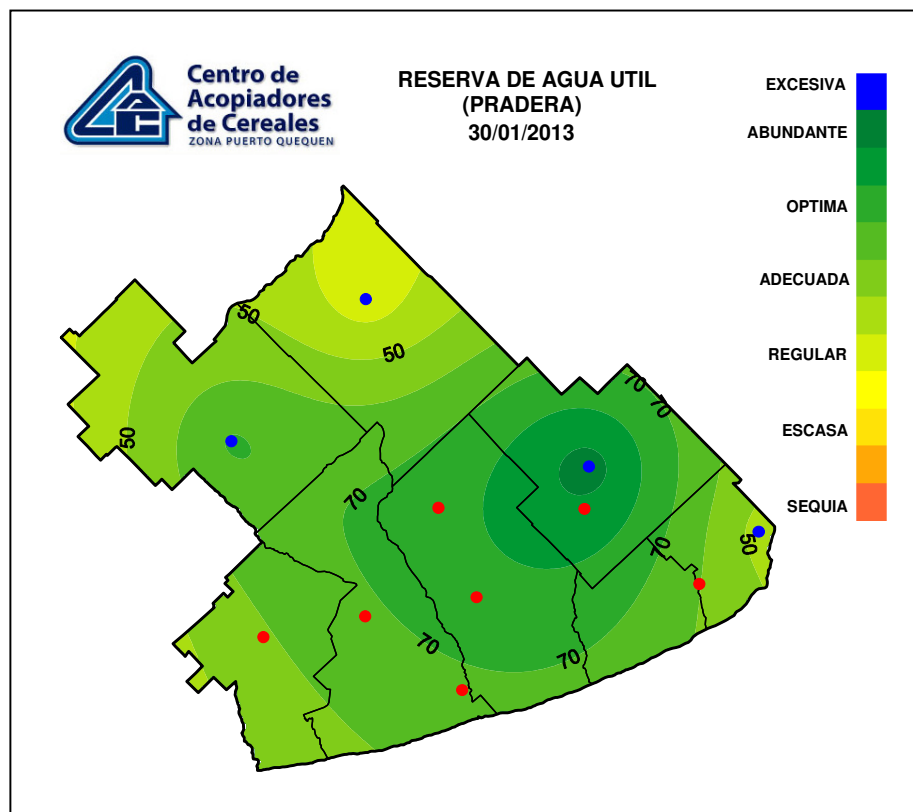 Centro de
Acopiadores
de Cereales
ZONA PUERTO QUEQUEN
CAC
RESERVA DE AGUA UTIL
(PRADERA)
30/01/2013
EXCESIVA
ABUNDANTE
OPTIMA
ADECUADA
REGULAR
ESCASA
SEQUIA
50
50
50
70
70
70
50
70
70
70